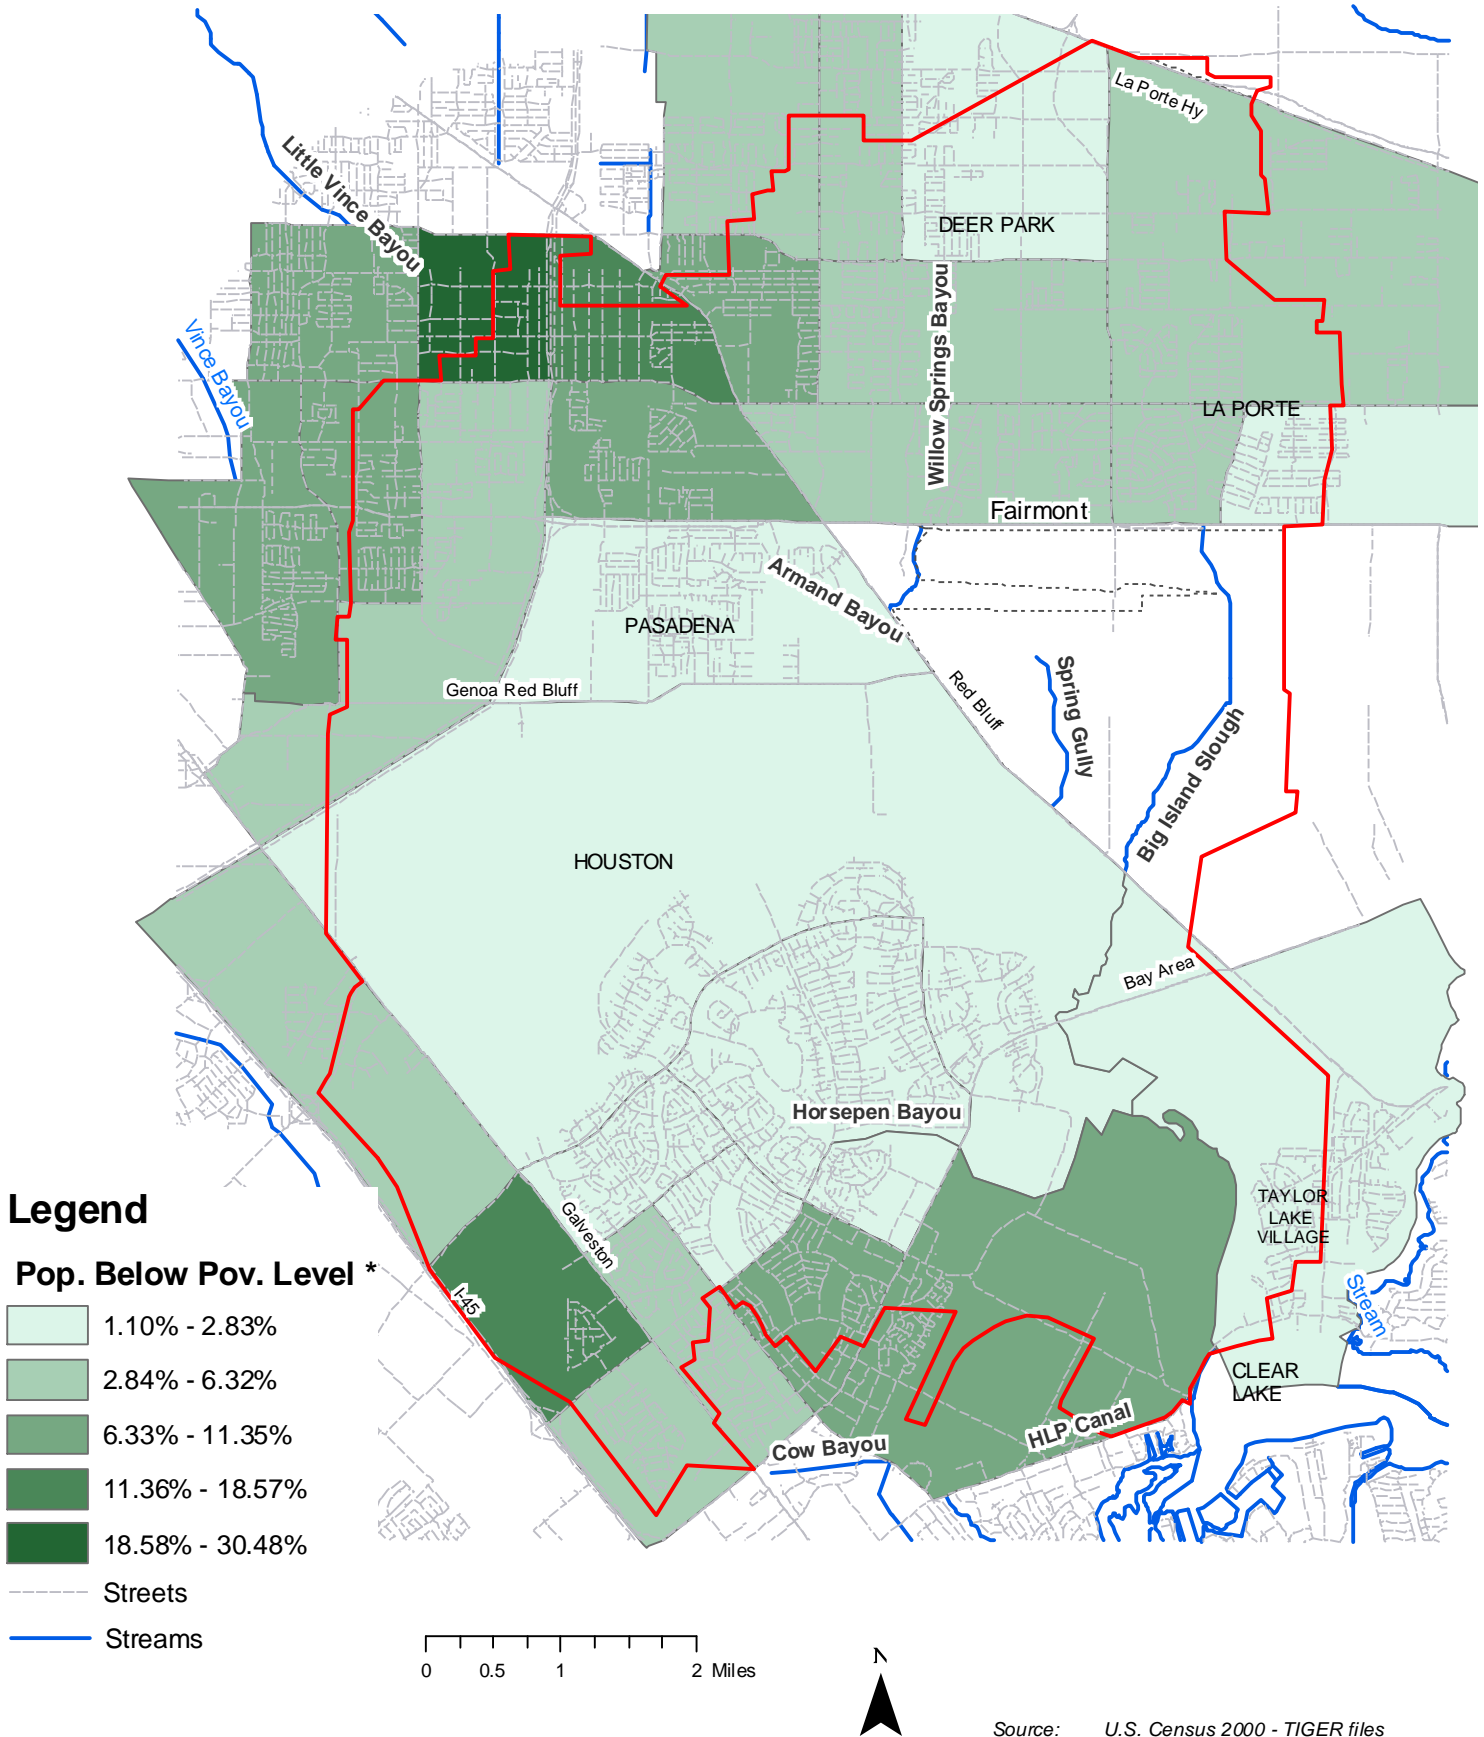 La Porte Hy
Little Vince Bayou
DEER PARK
Willow Springs Bayou
Vince Bayou
LA PORTE
Fairmont
Armand Bayou
PASADENA
Genoa Red Bluff
Red Bluff
Spring Gully
Big Island Slough
HOUSTON
Bay Area
Horsepen Bayou
TAYLOR
LAKE
VILLAGE
Galveston
I-45
Stream
CLEAR
LAKE
HLP Canal
Cow Bayou
Legend
Pop. Below Pov. Level *
1.10% - 2.83%
2.84% - 6.32%
6.33% - 11.35%
11.36% - 18.57%
18.58% - 30.48%
Streets
Streams
0 0.5 1 2 Miles
N
Source: U.S. Census 2000 - TIGER files